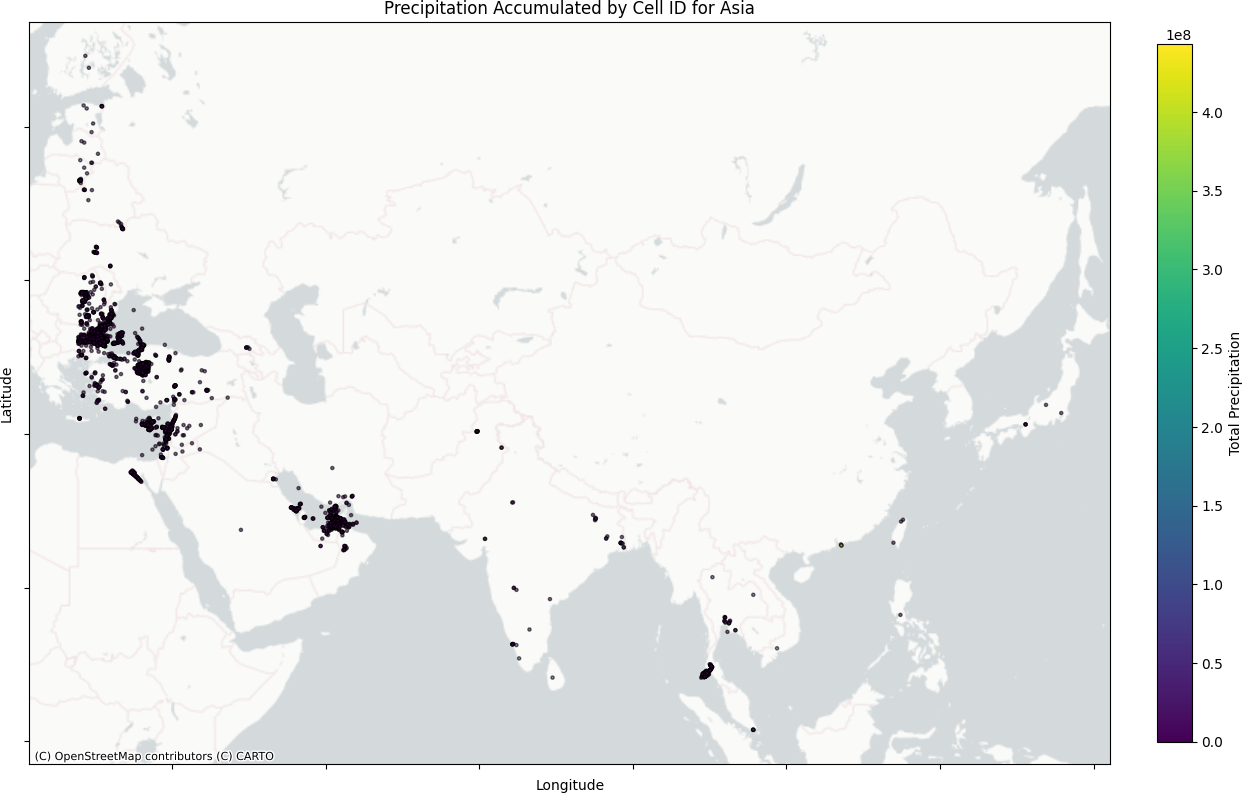 Precipitation Accumulated by Cell ID for Asia
1e8
4.0
3.5
3.0
2.5
2.0
1.5
1.0
0.5
0.0
Total Precipitation
Latitude
(C) OpenStreetMap contributors (C) CARTO
Longitude